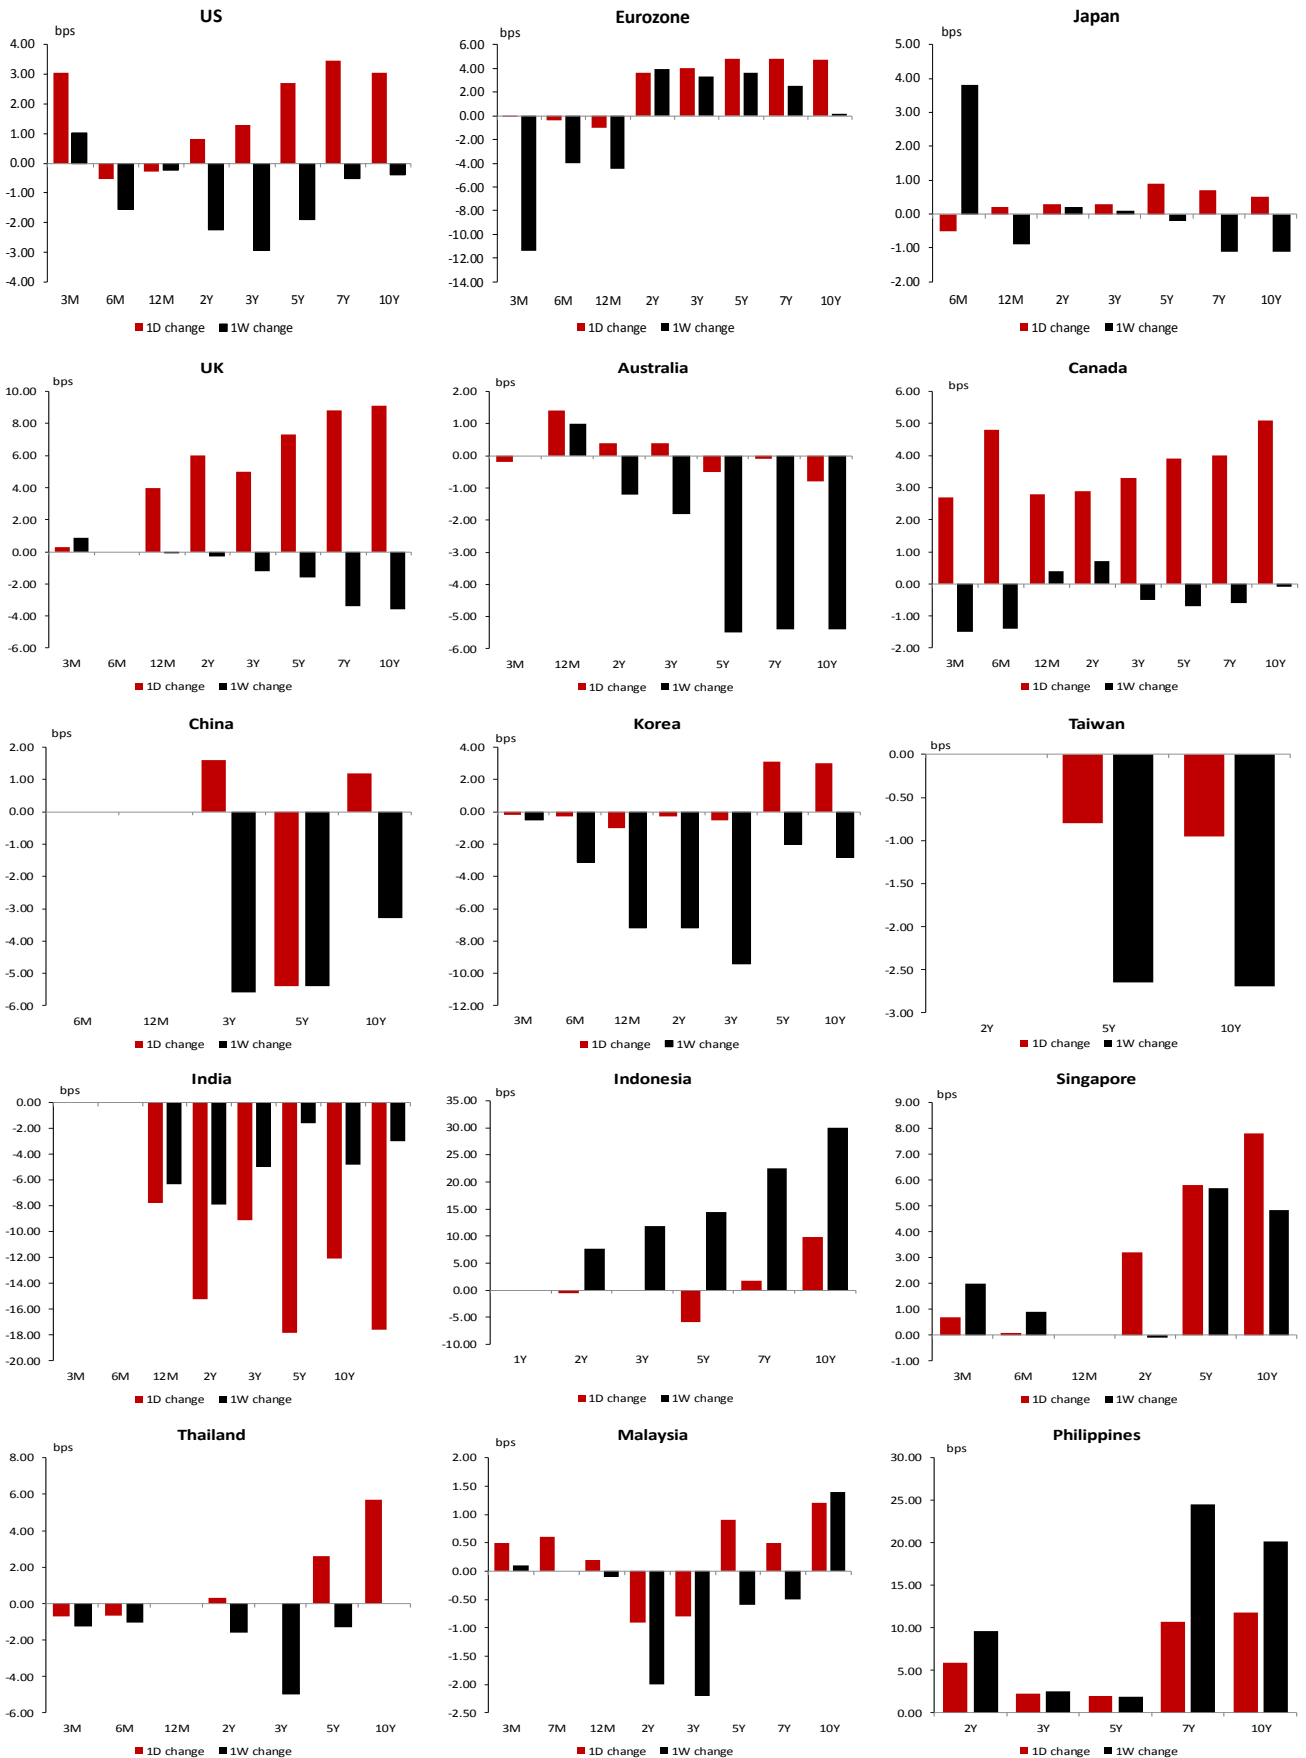 US
bps
4.00
3.00
2.00
1.00
0.00
-1.00
-2.00
-3.00
-4.00
3M 6M 12M 2Y 3Y 5Y 7Y 10Y
1D change 1W change
Eurozone
bps
6.00
4.00
2.00
0.00
-2.00
-4.00
-6.00
-8.00
-10.00
-12.00
-14.00
3M 6M 12M 2Y 3Y 5Y 7Y 10Y
1D change 1W change
Japan
bps
5.00
4.00
3.00
2.00
1.00
0.00
-1.00
-2.00
6M 12M 2Y 3Y 5Y 7Y 10Y
1D change 1W change
UK
bps
10.00
8.00
6.00
4.00
2.00
0.00
-2.00
-4.00
-6.00
3M 6M 12M 2Y 3Y 5Y 7Y 10Y
1D change 1W change
Australia
bps
2.00
1.00
0.00
-1.00
-2.00
-3.00
-4.00
-5.00
-6.00
3M 12M 2Y 3Y 5Y 7Y 10Y
1D change 1W change
Canada
bps
6.00
5.00
4.00
3.00
2.00
1.00
0.00
-1.00
-2.00
3M 6M 12M 2Y 3Y 5Y 7Y 10Y
1D change 1W change
China
bps
2.00
1.00
0.00
-1.00
-2.00
-3.00
-4.00
-5.00
-6.00
6M 12M 3Y 5Y 10Y
1D change 1W change
Korea
bps
4.00
2.00
0.00
-2.00
-4.00
-6.00
-8.00
-10.00
-12.00
3M 6M 12M 2Y 3Y 5Y 10Y
1D change 1W change
Taiwan
bps
0.00
-0.50
-1.00
-1.50
-2.00
-2.50
-3.00
2Y 5Y 10Y
1D change 1W change
India
bps
0.00
-2.00
-4.00
-6.00
-8.00
-10.00
-12.00
-14.00
-16.00
-18.00
-20.00
3M 6M 12M 2Y 3Y 5Y 10Y
1D change 1W change
Indonesia
bps
35.00
30.00
25.00
20.00
15.00
10.00
5.00
0.00
-5.00
-10.00
1Y 2Y 3Y 5Y 7Y 10Y
1D change 1W change
Singapore
bps
9.00
8.00
7.00
6.00
5.00
4.00
3.00
2.00
1.00
0.00
-1.00
3M 6M 12M 2Y 5Y 10Y
1D change 1W change
Thailand
bps
8.00
6.00
4.00
2.00
0.00
-2.00
-4.00
-6.00
3M 6M 12M 2Y 3Y 5Y 10Y
1D change 1W change
Malaysia
bps
2.00
1.50
1.00
0.50
0.00
-0.50
-1.00
-1.50
-2.00
-2.50
3M 7M 12M 2Y 3Y 5Y 7Y 10Y
1D change 1W change
Philippines
bps
30.00
25.00
20.00
15.00
10.00
5.00
0.00
2Y 3Y 5Y 7Y 10Y
1D change 1W change